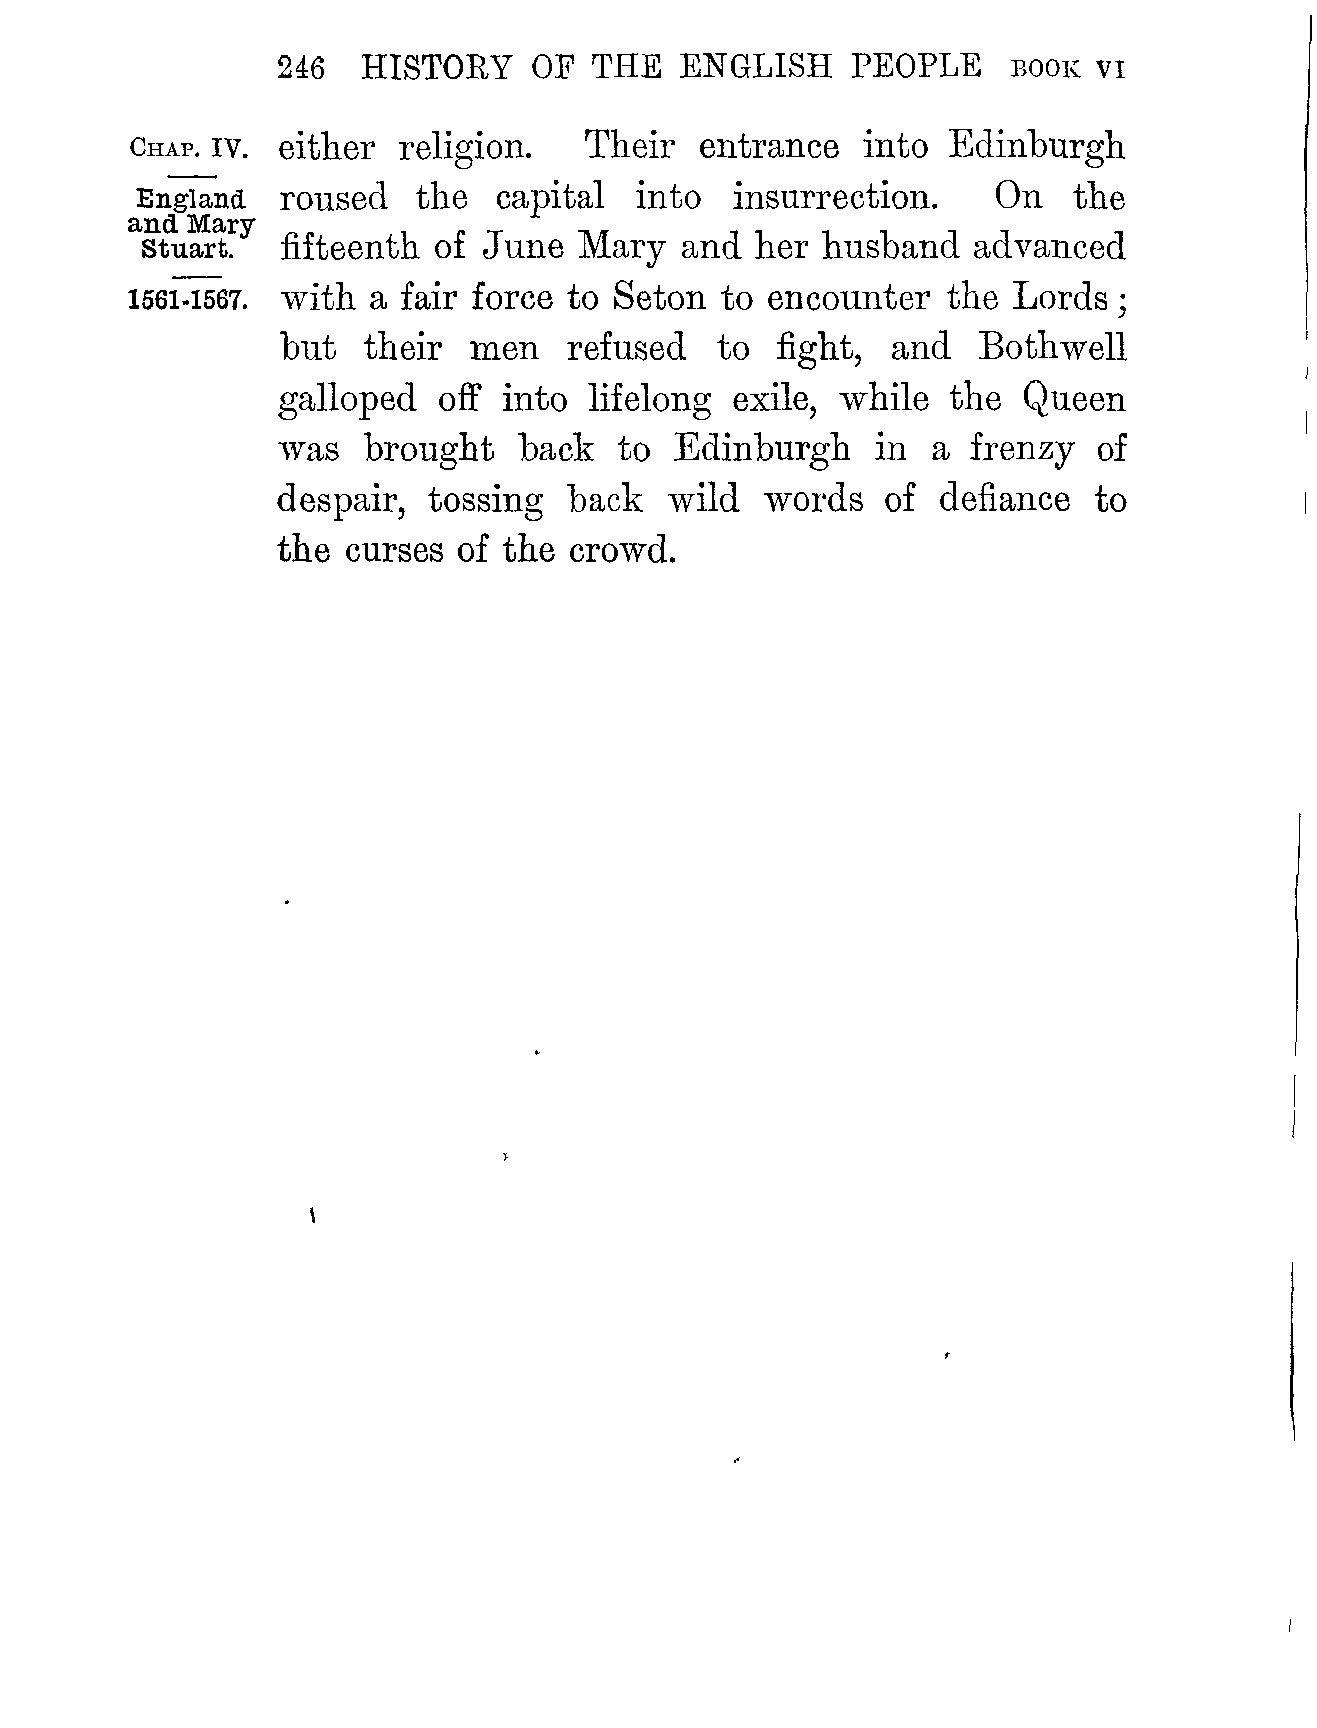 246 HISTORY OF THE ENGLISH PEOPLE BOOK VI
CHAP. IV.
England
and Mary
Stuart.
1561-1567.
either religion. Their entrance into Edinburgh
roused the capital into insurrection. On the
fifteenth of June Mary and her husband advanced
with a fair force to Seton to encounter the Lords;
but their men refused to fight, and Bothwell
galloped off into lifelong exile, while the Queen
was brought back to Edinburgh in a frenzy of
despair, tossing back wild words of defiance to
the curses of the crowd.